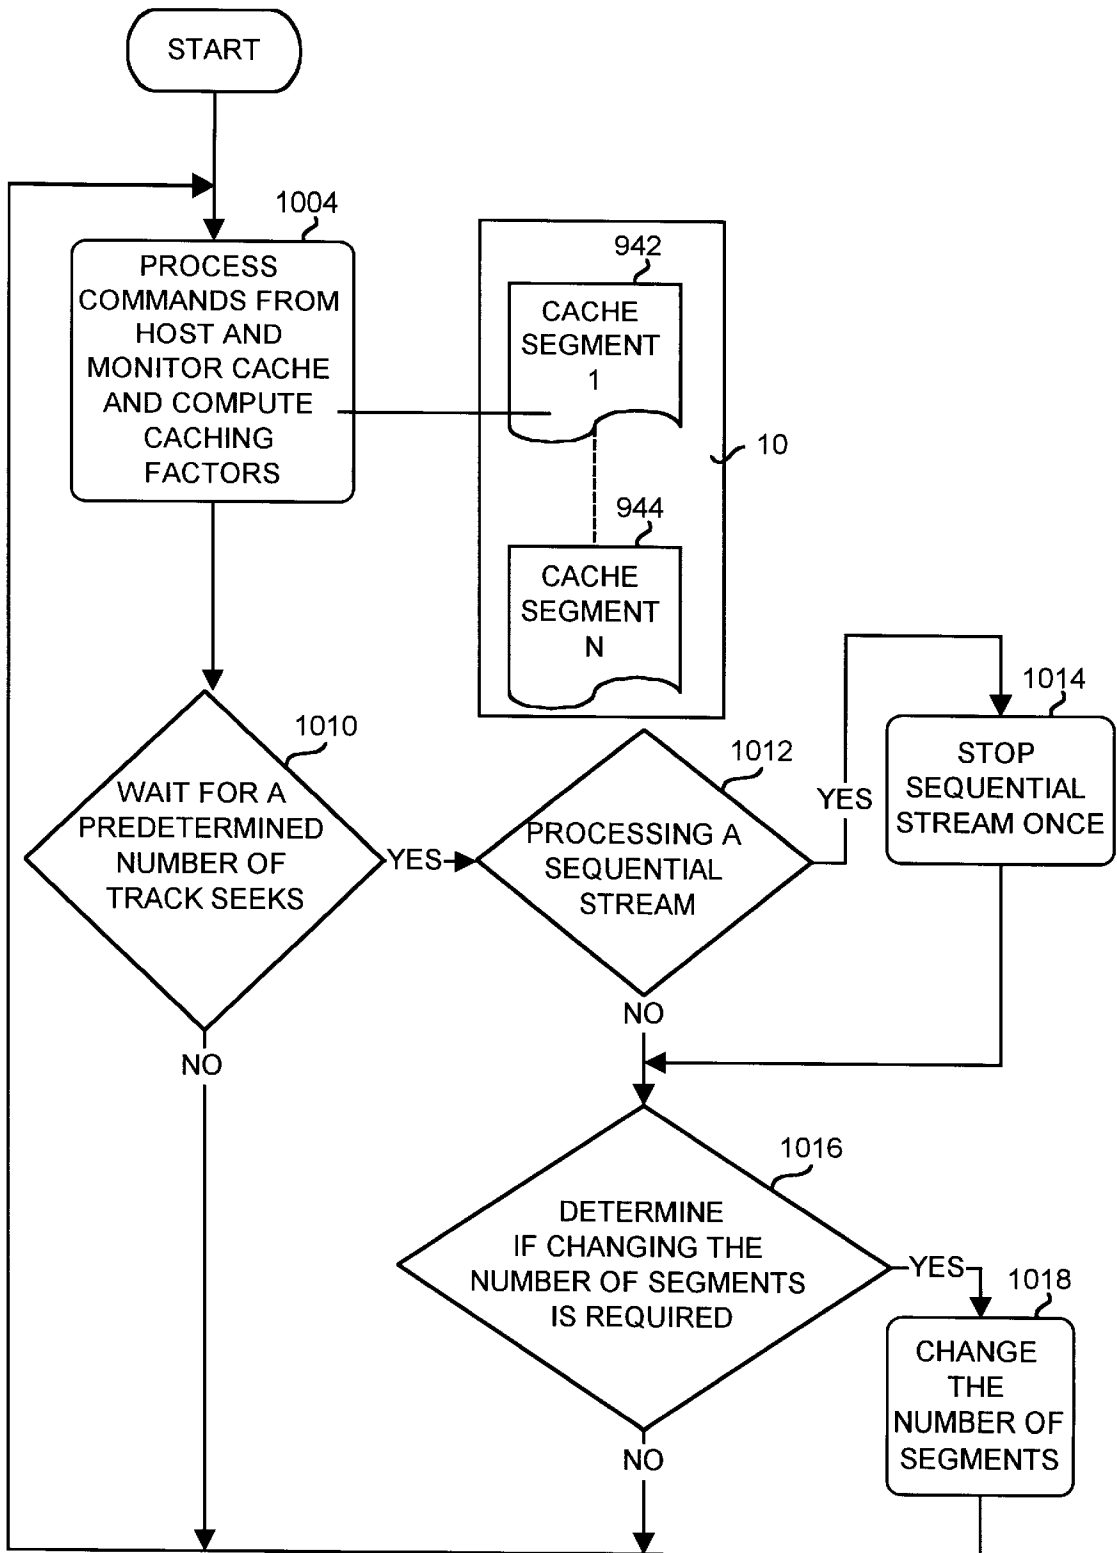 START
1004
PROCESS
COMMANDS FROM
HOST AND
MONITOR CACHE
AND COMPUTE
CACHING
FACTORS
942
CACHE
SEGMENT
1
10
944
CACHE
SEGMENT
N
1010
WAIT FOR A
PREDETERMINED
NUMBER OF
TRACK SEEKS
YES
NO
1012
PROCESSING A
SEQUENTIAL
STREAM
YES
NO
1014
STOP
SEQUENTIAL
STREAM ONCE
1016
DETERMINE
IF CHANGING THE
NUMBER OF SEGMENTS
IS REQUIRED
YES
NO
1018
CHANGE
THE
NUMBER OF
SEGMENTS